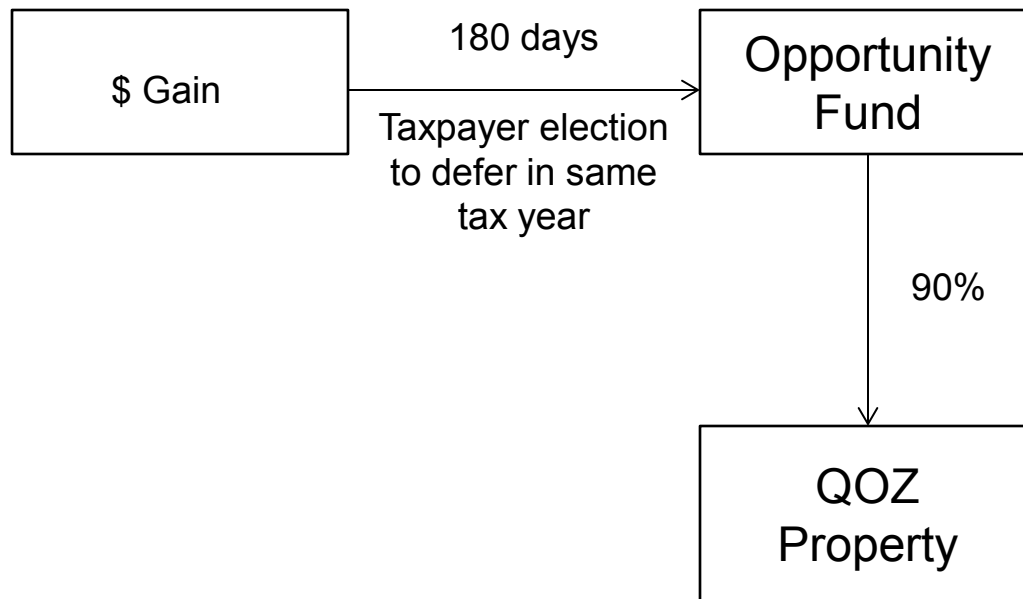 $ Gain
180 days
Taxpayer election
to defer in same
tax year
Opportunity
Fund
90%
QOZ
Property